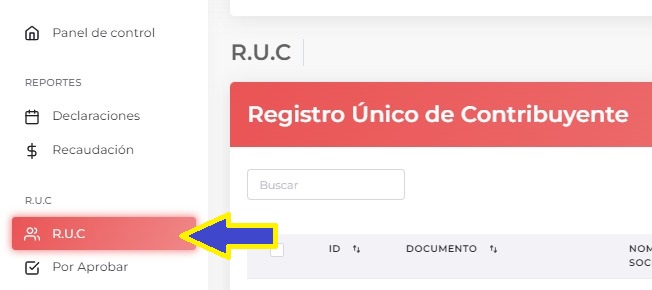 Panel de control
REPORTES
Declaraciones
Recaudación
R.U.C
R.U.C
Por Aprobar
R.U.C
Registro Único de Contribuyente
Buscar
ID DOCUMENTO NOM
SOC